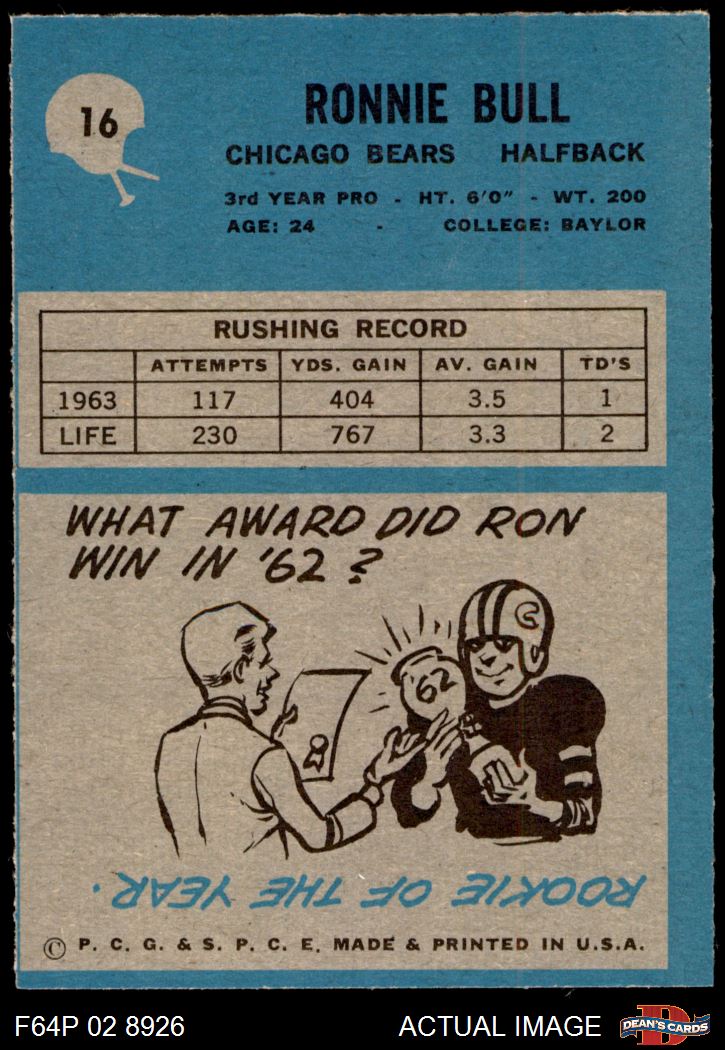 16
RONNIE BULL
CHICAGO BEARS HALFBACK
3rd YEAR PRO - HT. 6'0" - WT. 200
AGE: 24 - COLLEGE: BAYLOR
RUSHING RECORD
ATTEMPTS YDS. GAIN AV. GAIN TD'S
1963 117 404 3.5 1
LIFE 230 767 3.3 2
WHAT AWARD DID RON
WIN IN '62?
C
62
ROOKIE OF THE YEAR.
© P. C. G. & S. P. C. E. MADE & PRINTED IN U.S.A.
F64P 02 8926 ACTUAL IMAGE
D
DEAN'S CARDS